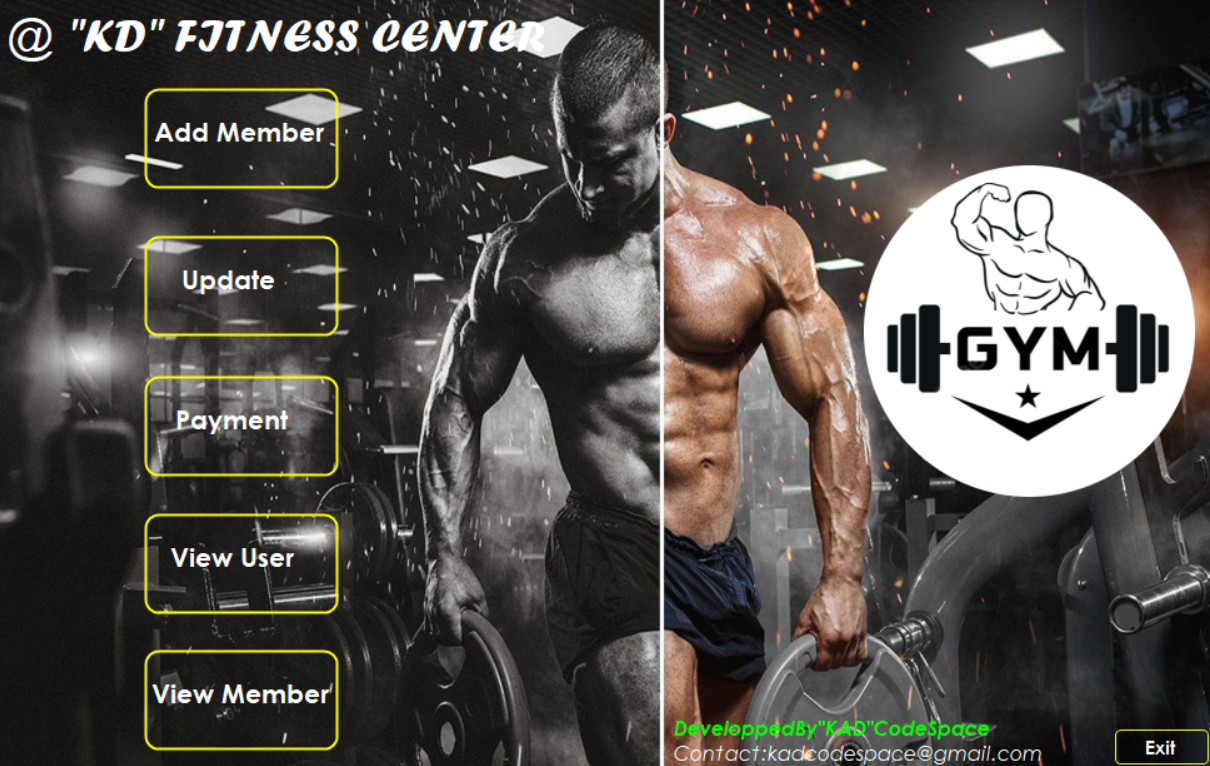 @ "KD" FITNESS CENTER
Add Member
Update
Payment
View User
View Member
GYM
DeveloppedBy"KAD"CodeSpace
Contact:kadcodespace@gmail.com
Exit